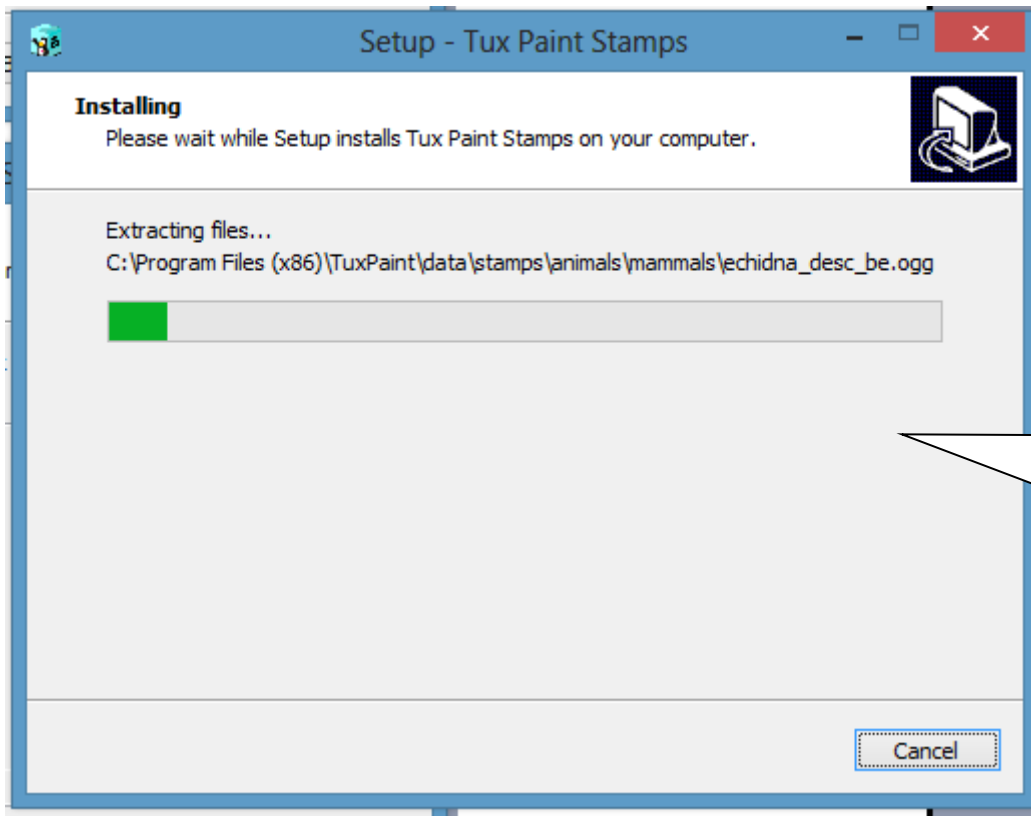 Setup - Tux Paint Stamps
Installing
Please wait while Setup installs Tux Paint Stamps on your computer.
Extracting files...
C:\Program Files (x86)\TuxPaint\data\stamps\animals\mammals\echidna_desc_be.ogg
Cancel